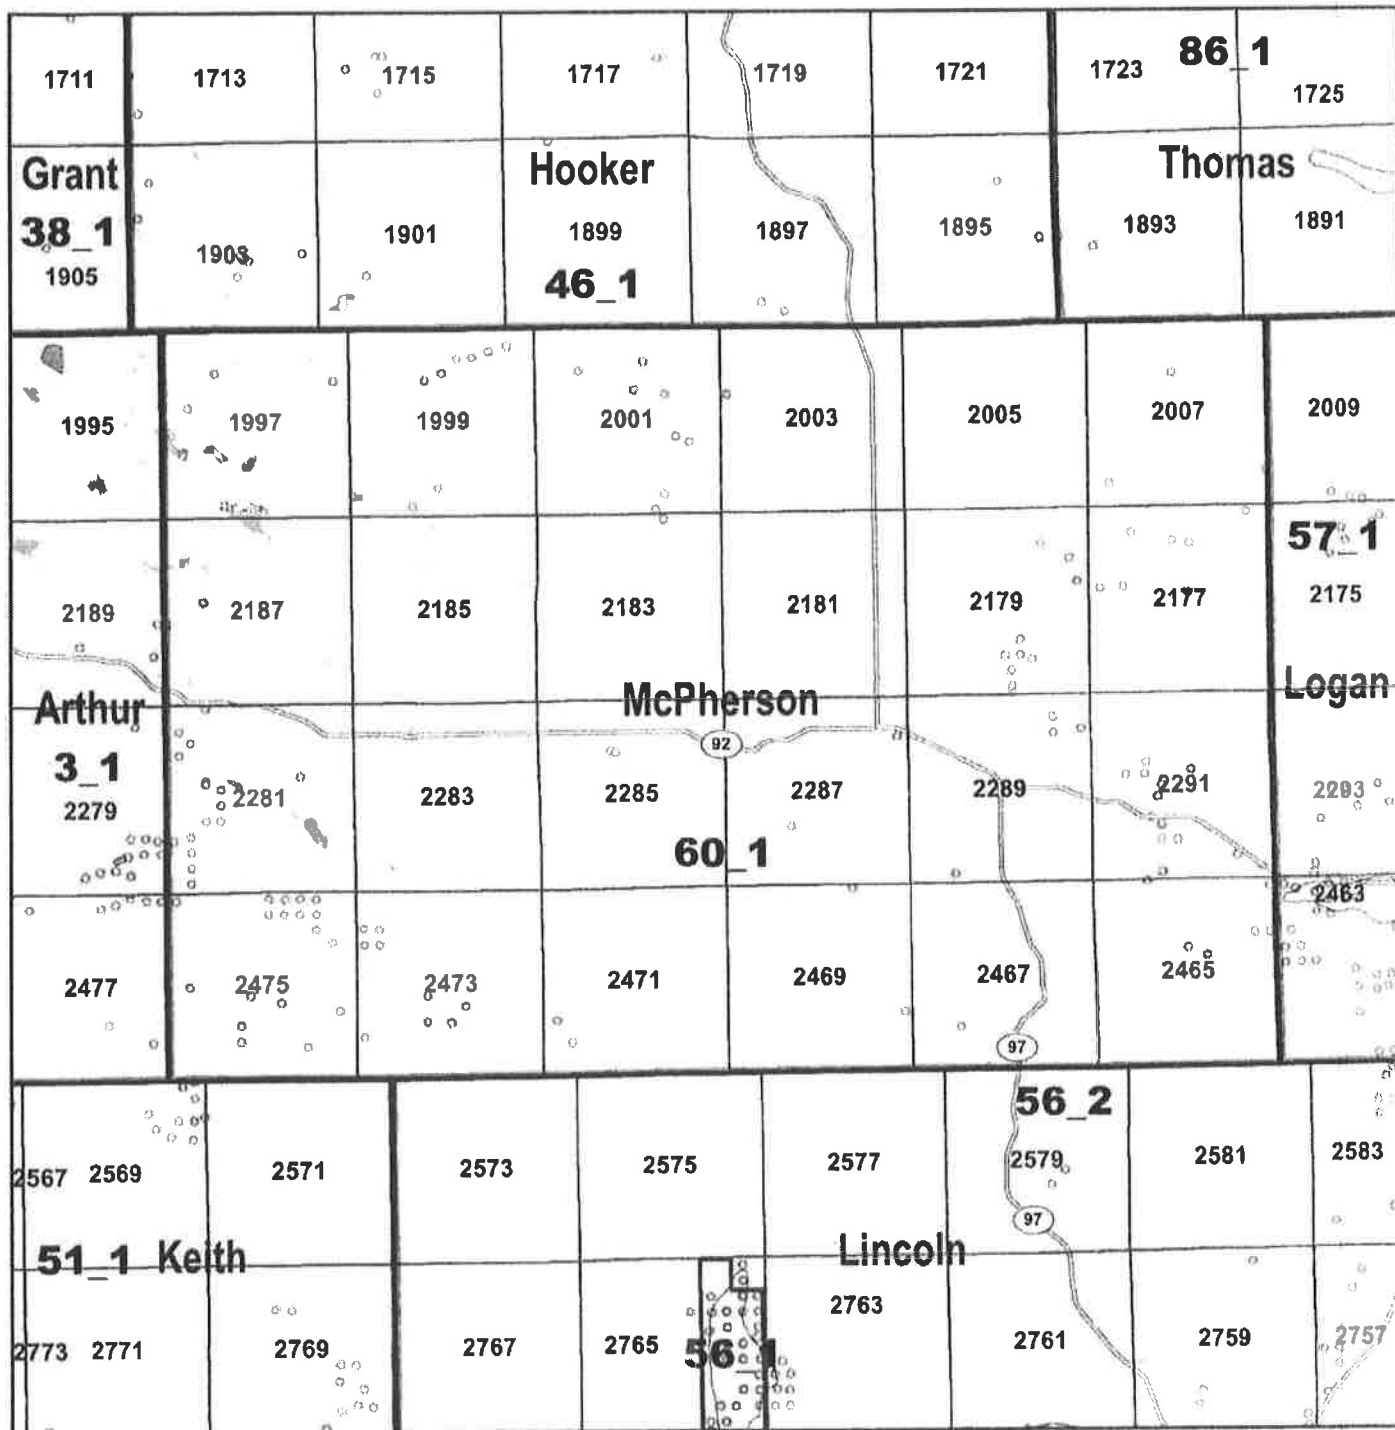 1711 1713 1715 1717 1719 1721 1723 86_1
1725
Grant Hooker Thomas
38_1 1903 1901 1899 1897 1895 1893 1891
1905 46_1
1995 1997 1999 2001 2003 2005 2007 2009
57_1
2189 2187 2185 2183 2181 2179 2177 2175
Arthur McPherson Logan
92
3_1 2281 2283 2285 2287 2289 2291 2293
2279
60_1
2463
2477 2475 2473 2471 2469 2467 2465
97
56_2
2567 2569 2571 2573 2575 2577 2579 2581 2583
97
51_1 Keith Lincoln
2763
2773 2771 2769 2767 2765 56_1 2761 2759 2757